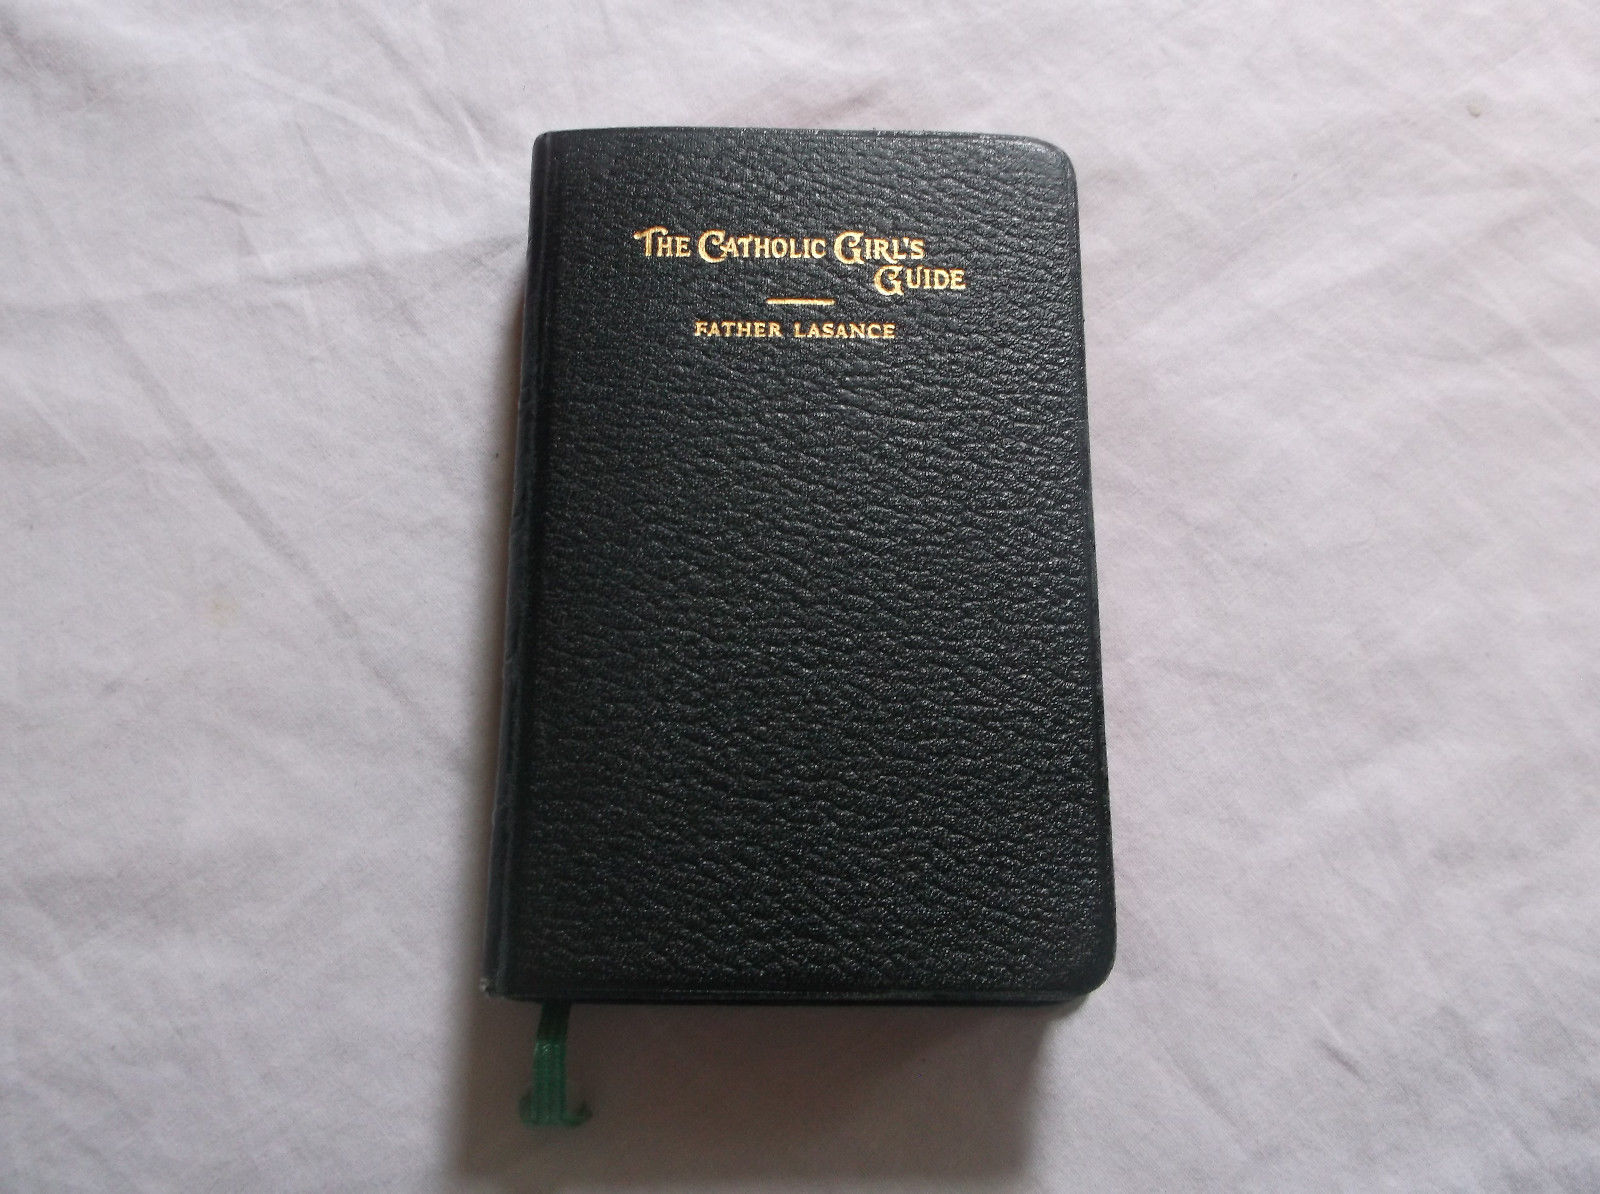 THE CATHOLIC GIRL'S
GUIDE
FATHER LASANCE